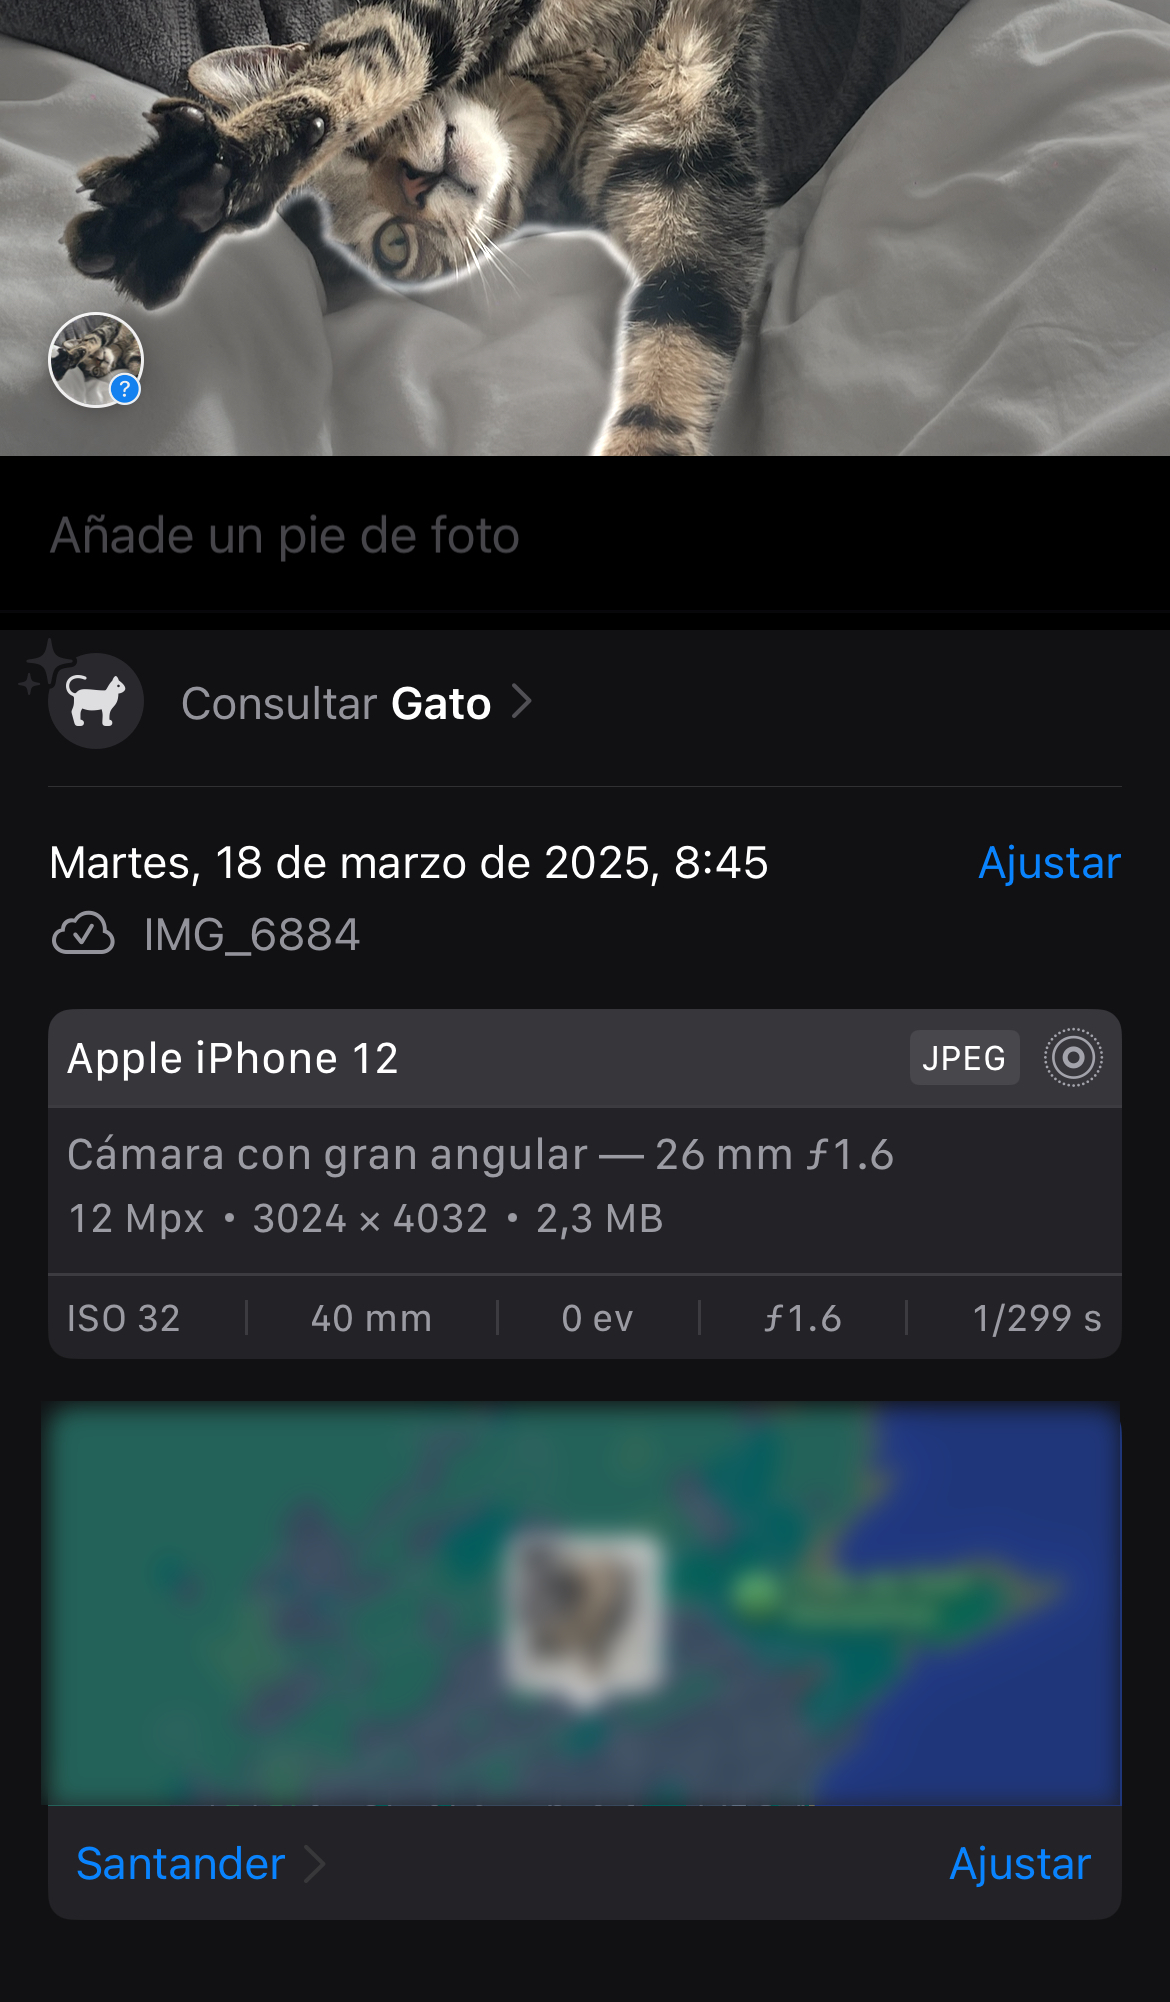 ?
Añade un pie de foto
Consultar Gato
Martes, 18 de marzo de 2025, 8:45
Ajustar
IMG_6884
Apple iPhone 12
JPEG
Cámara con gran angular — 26 mm ƒ1.6
12 Mpx • 3024 × 4032 • 2,3 MB
ISO 32 | 40 mm | 0 ev | ƒ1.6 | 1/299 s
Santander
Ajustar